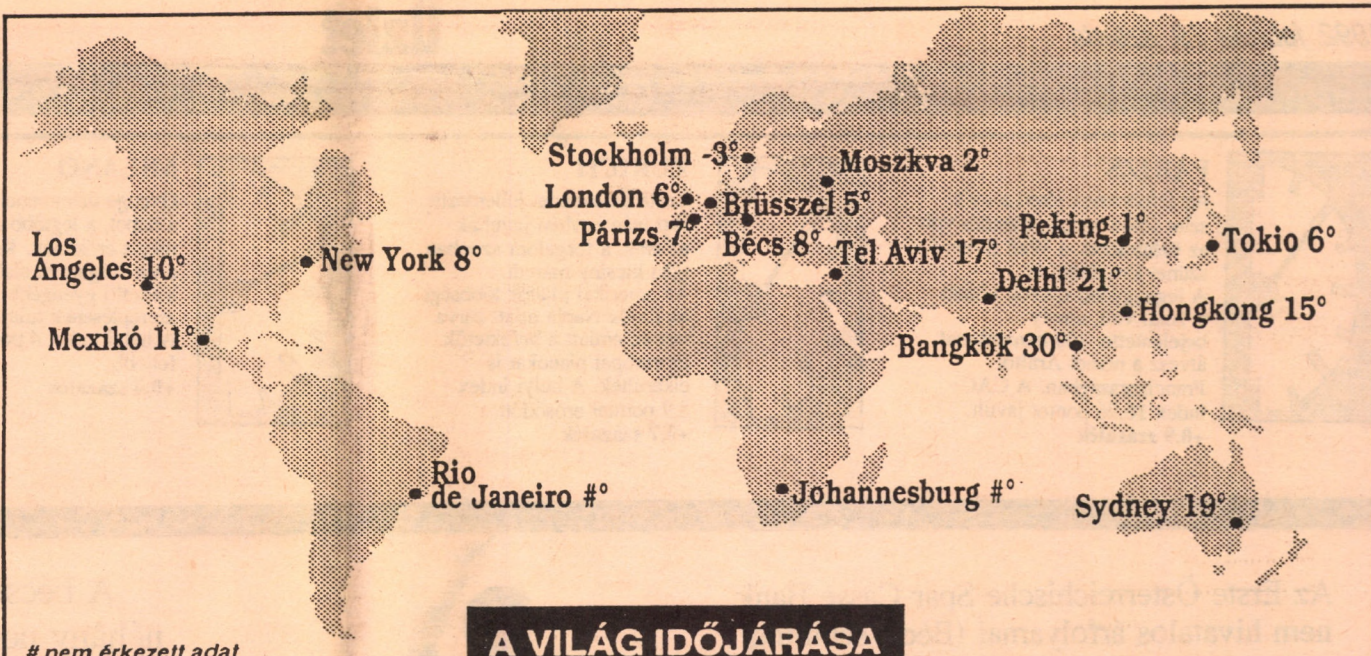 Stockholm -3°
Moszkva 2°
London 6°
Brüsszel 5°
Párizs 7°
Bécs 8°
Tel Aviv 17°
Peking 1°
Tokio 6°
Los
Angeles 10°
New York 8°
Delhi 21°
Hongkong 15°
Mexikó 11°
Bangkok 30°
Rio
de Janeiro #°
Johannesburg #°
Sydney 19°
# nem érkezett adat
A VILÁG IDŐJÁRÁSA